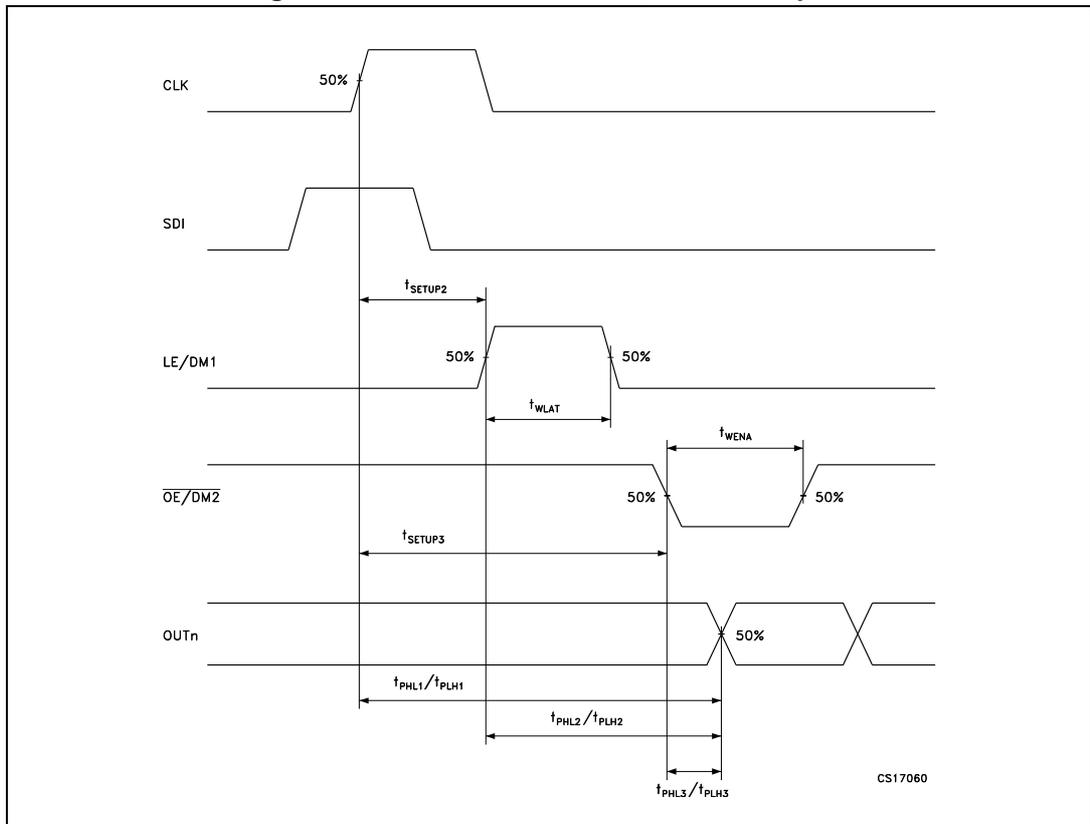 50%
CLK
SDI
tSETUP2
LE/DM1
50%
50%
tWLAT
tWENA
OE/DM2
50%
50%
tSETUP3
OUTn
50%
tPHL1/tPLH1
tPHL2/tPLH2
CS17060
tPHL3/tPLH3